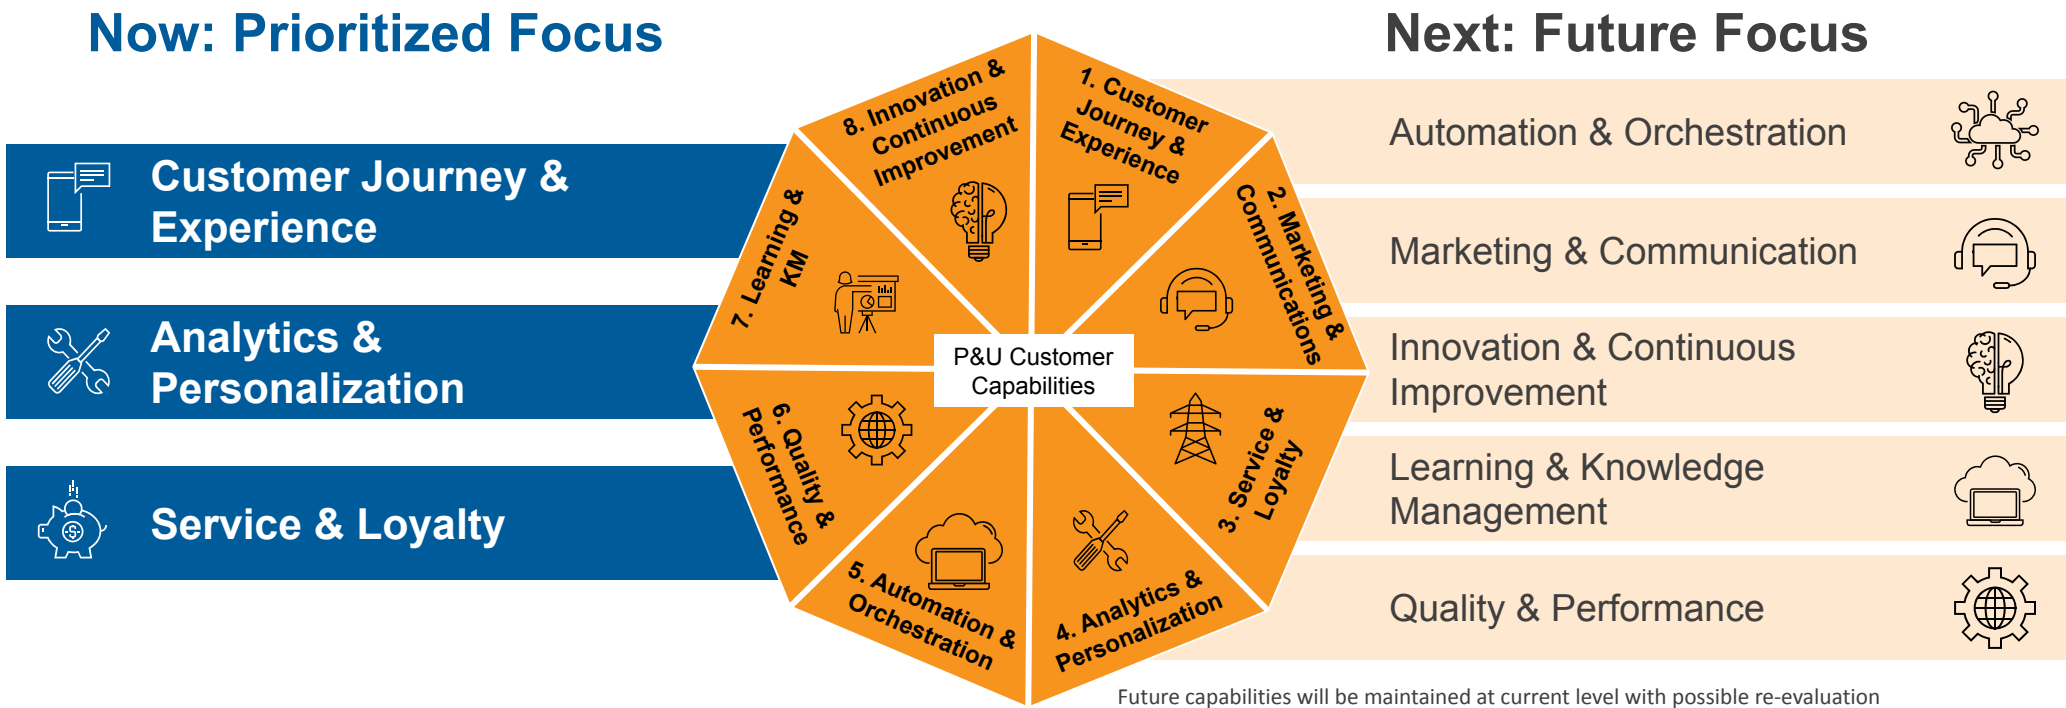 Now: Prioritized Focus
Customer Journey &
Experience
Analytics &
Personalization
Service & Loyalty
1. Customer
Journey &
Experience
2. Marketing &
Communications
3. Service &
Loyalty
4. Analytics &
Personalization
5. Automation &
Orchestration
6. Quality &
Performance
7. Learning &
KM
8. Innovation &
Continuous
Improvement
P&U Customer
Capabilities
Next: Future Focus
Automation & Orchestration
Marketing & Communication
Innovation & Continuous
Improvement
Learning & Knowledge
Management
Quality & Performance
Future capabilities will be maintained at current level with possible re-evaluation